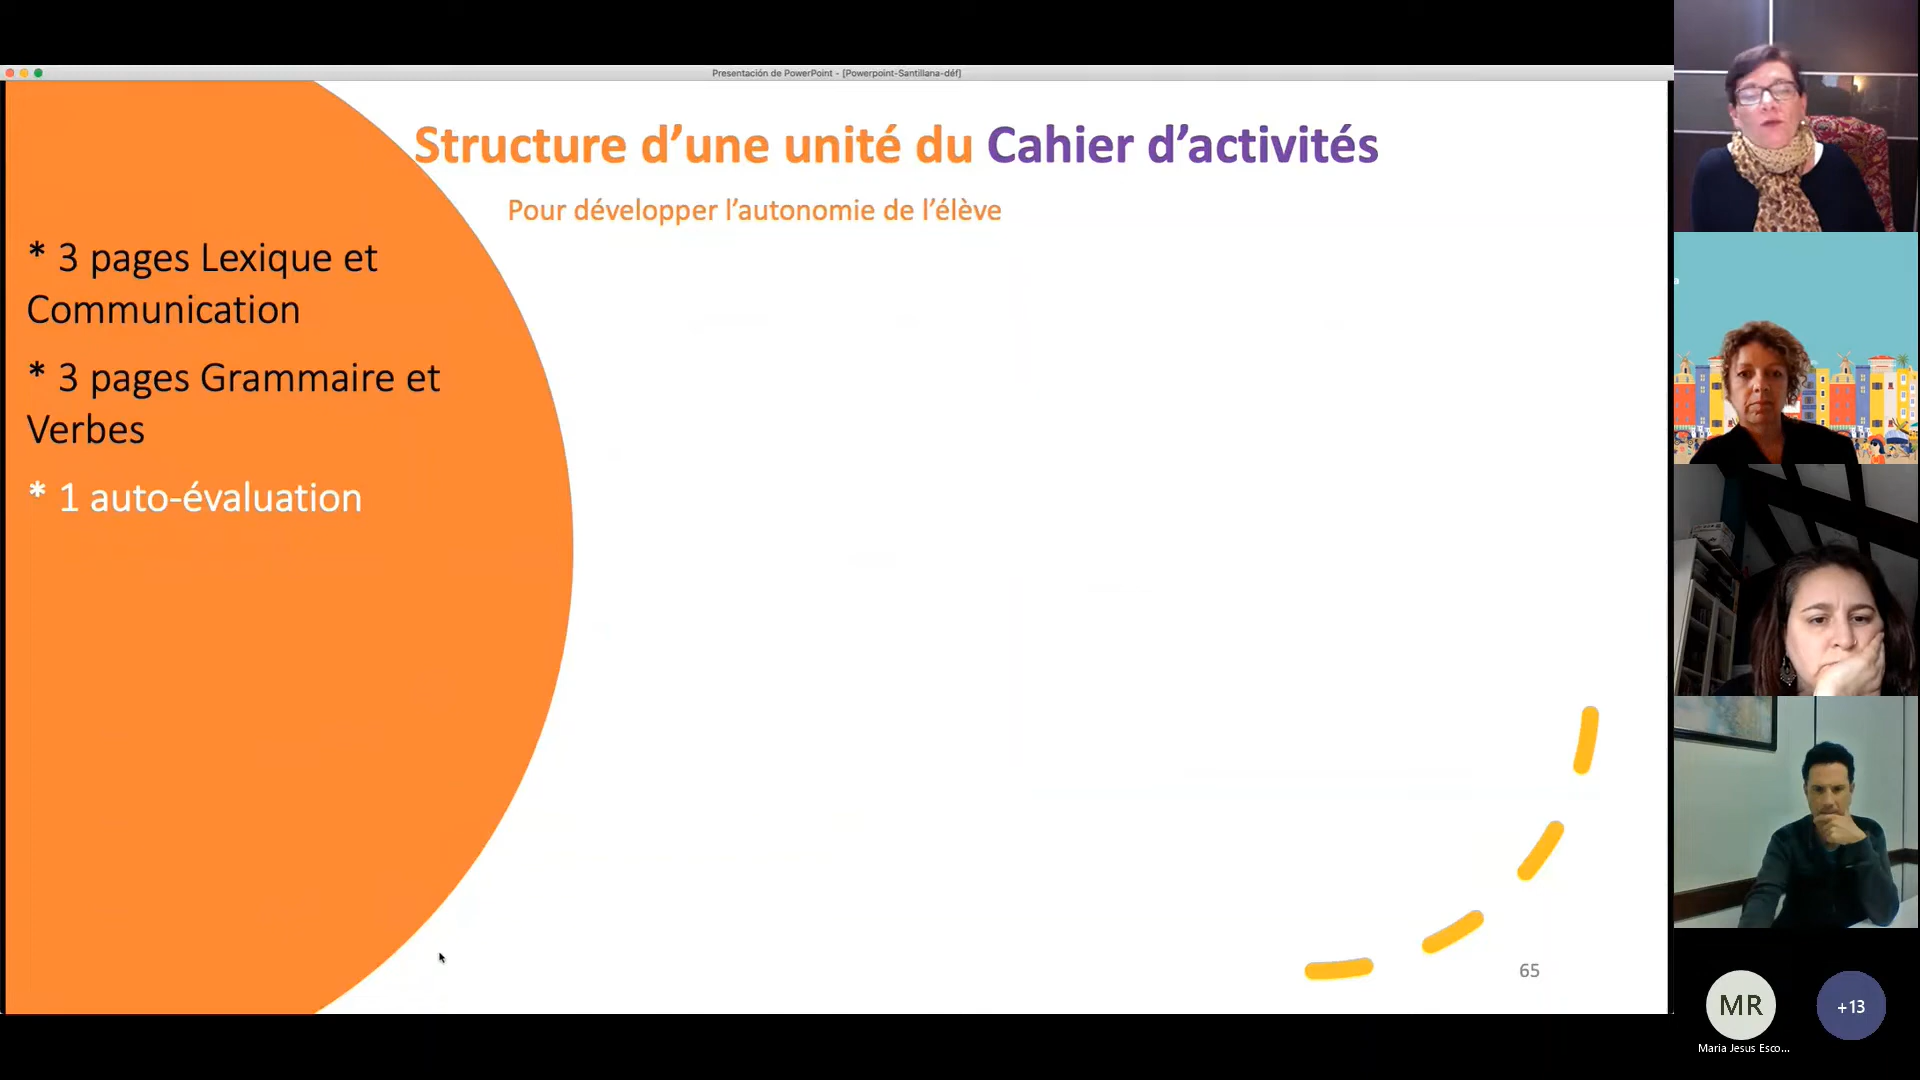 Presentación de PowerPoint - [Powerpoint-Santillana-déf]
Structure d’une unité du Cahier d’activités
Pour développer l’autonomie de l’élève
* 3 pages Lexique et
Communication
* 3 pages Grammaire et
Verbes
* 1 auto-évaluation
65
MR
+13
Maria Jesus Esco...